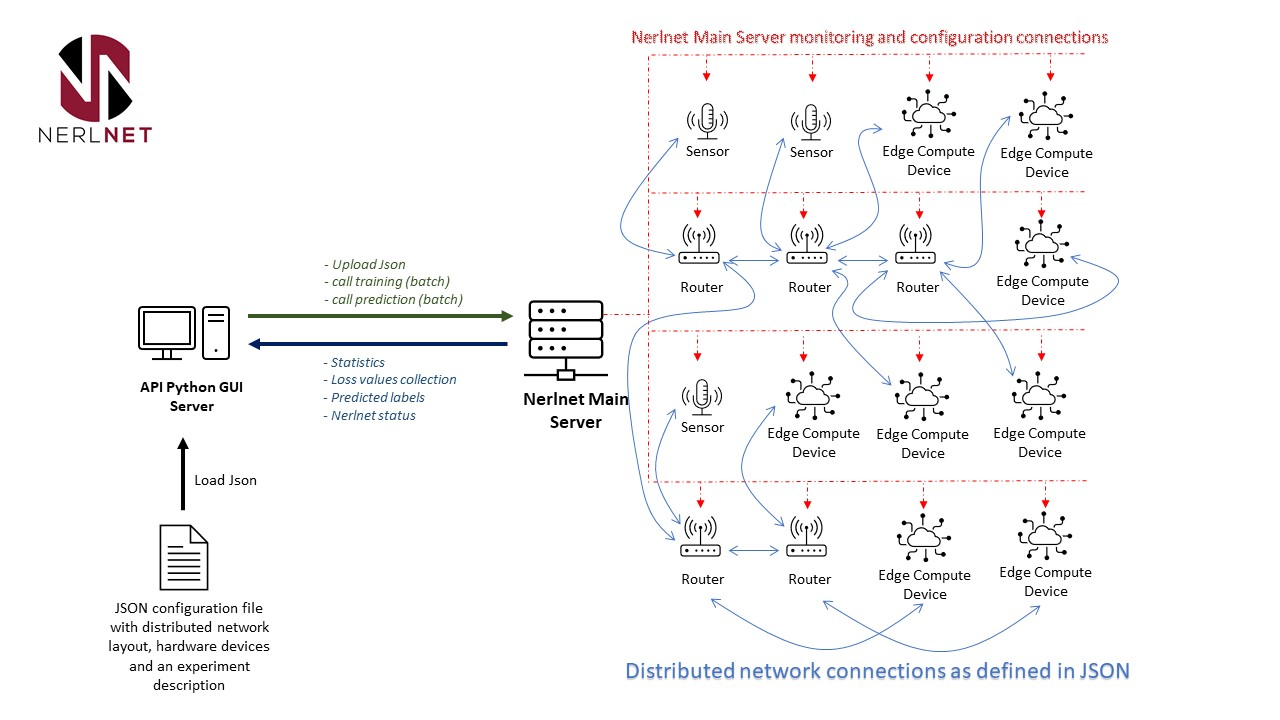 NERLNET
Nerlnet Main Server monitoring and configuration connections
Sensor
Sensor
Edge Compute
Device
Edge Compute
Device
Router
Router
Router
Edge Compute
Device
- Upload Json
- call training (batch)
- call prediction (batch)
- Statistics
- Loss values collection
- Predicted labels
- Nerlnet status
API Python GUI
Server
Nerlnet Main
Server
Sensor
Edge Compute
Device
Edge Compute
Device
Edge Compute
Device
Load Json
Router
Router
Edge Compute
Device
Edge Compute
Device
JSON configuration file
with distributed network
layout, hardware devices
and an experiment
description
Distributed network connections as defined in JSON